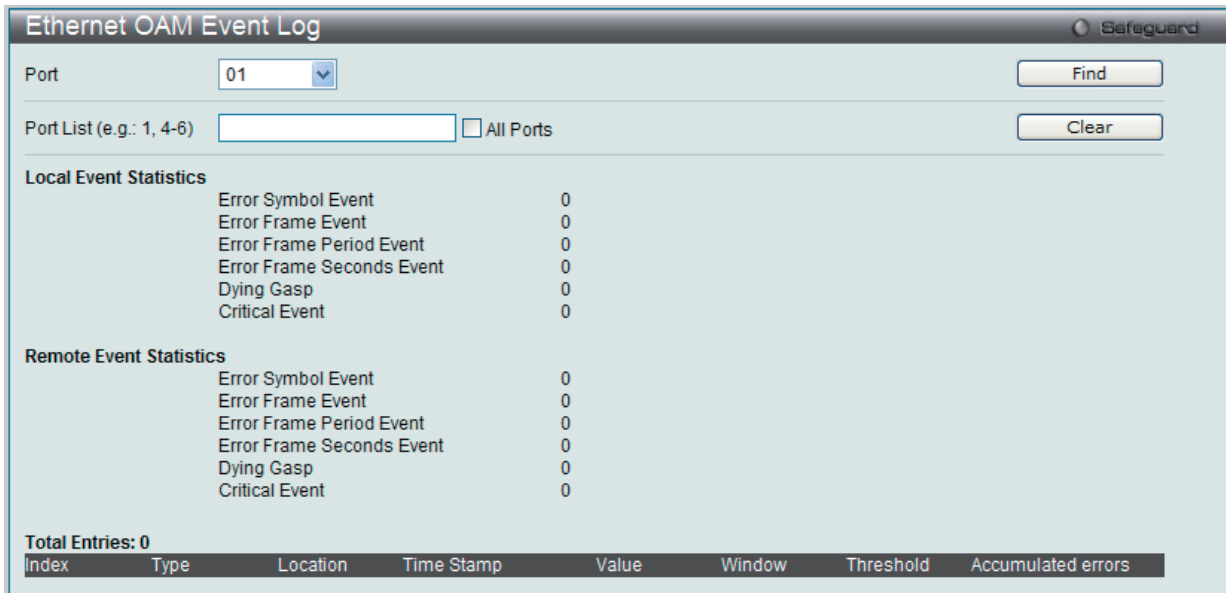 Ethernet OAM Event Log Safeguard
Port 01 Find
Port List (e.g.: 1, 4-6) All Ports Clear
Local Event Statistics
Error Symbol Event 0
Error Frame Event 0
Error Frame Period Event 0
Error Frame Seconds Event 0
Dying Gasp 0
Critical Event 0
Remote Event Statistics
Error Symbol Event 0
Error Frame Event 0
Error Frame Period Event 0
Error Frame Seconds Event 0
Dying Gasp 0
Critical Event 0
Total Entries: 0
Index Type Location Time Stamp Value Window Threshold Accumulated errors